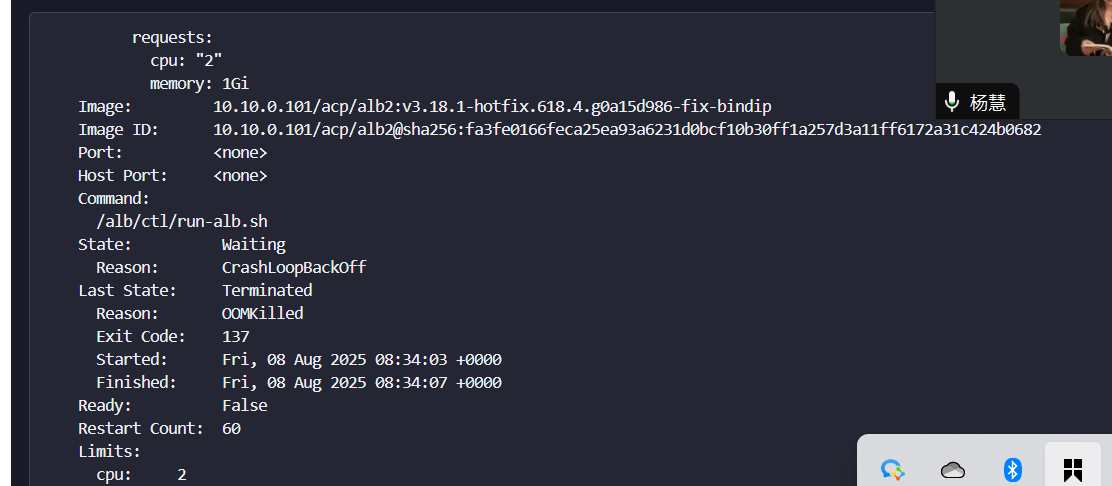 requests:
cpu: "2"
memory: 1Gi
Image: 10.10.0.101/acp/alb2:v3.18.1-hotfix.618.4.g0a15d986-fix-bindip
杨慧
Image ID: 10.10.0.101/acp/alb2@sha256:fa3fe0166feca25ea93a6231d0bcf10b30ff1a257d3a11ff6172a31c424b0682
Port: <none>
Host Port: <none>
Command:
/alb/ctl/run-alb.sh
State: Waiting
Reason: CrashLoopBackOff
Last State: Terminated
Reason: OOMKilled
Exit Code: 137
Started: Fri, 08 Aug 2025 08:34:03 +0000
Finished: Fri, 08 Aug 2025 08:34:07 +0000
Ready: False
Restart Count: 60
Limits:
cpu: 2